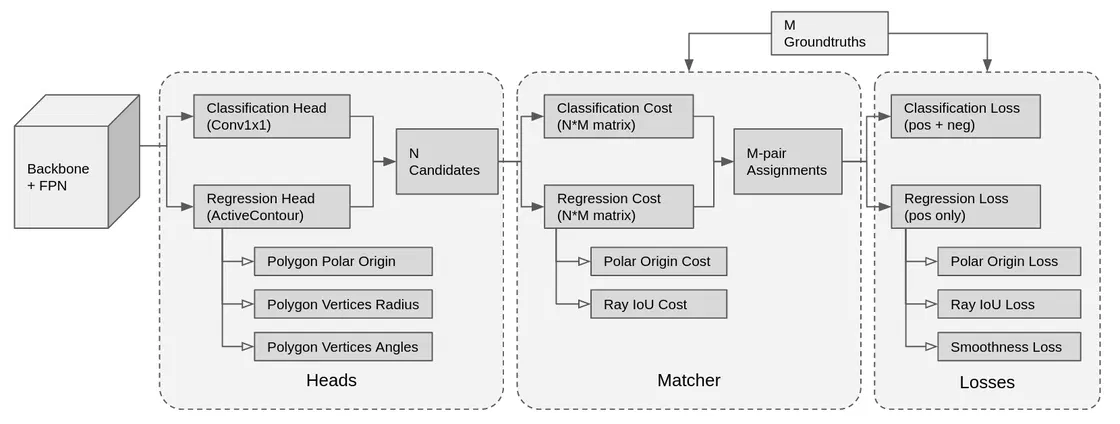 M
Groundtruths
Backbone
+ FPN
Classification Head
(Conv1x1)
Regression Head
(ActiveContour)
N
Candidates
Polygon Polar Origin
Polygon Vertices Radius
Polygon Vertices Angles
Heads
Classification Cost
(N*M matrix)
Regression Cost
(N*M matrix)
M-pair
Assignments
Polar Origin Cost
Ray IoU Cost
Matcher
Classification Loss
(pos + neg)
Regression Loss
(pos only)
Polar Origin Loss
Ray IoU Loss
Smoothness Loss
Losses